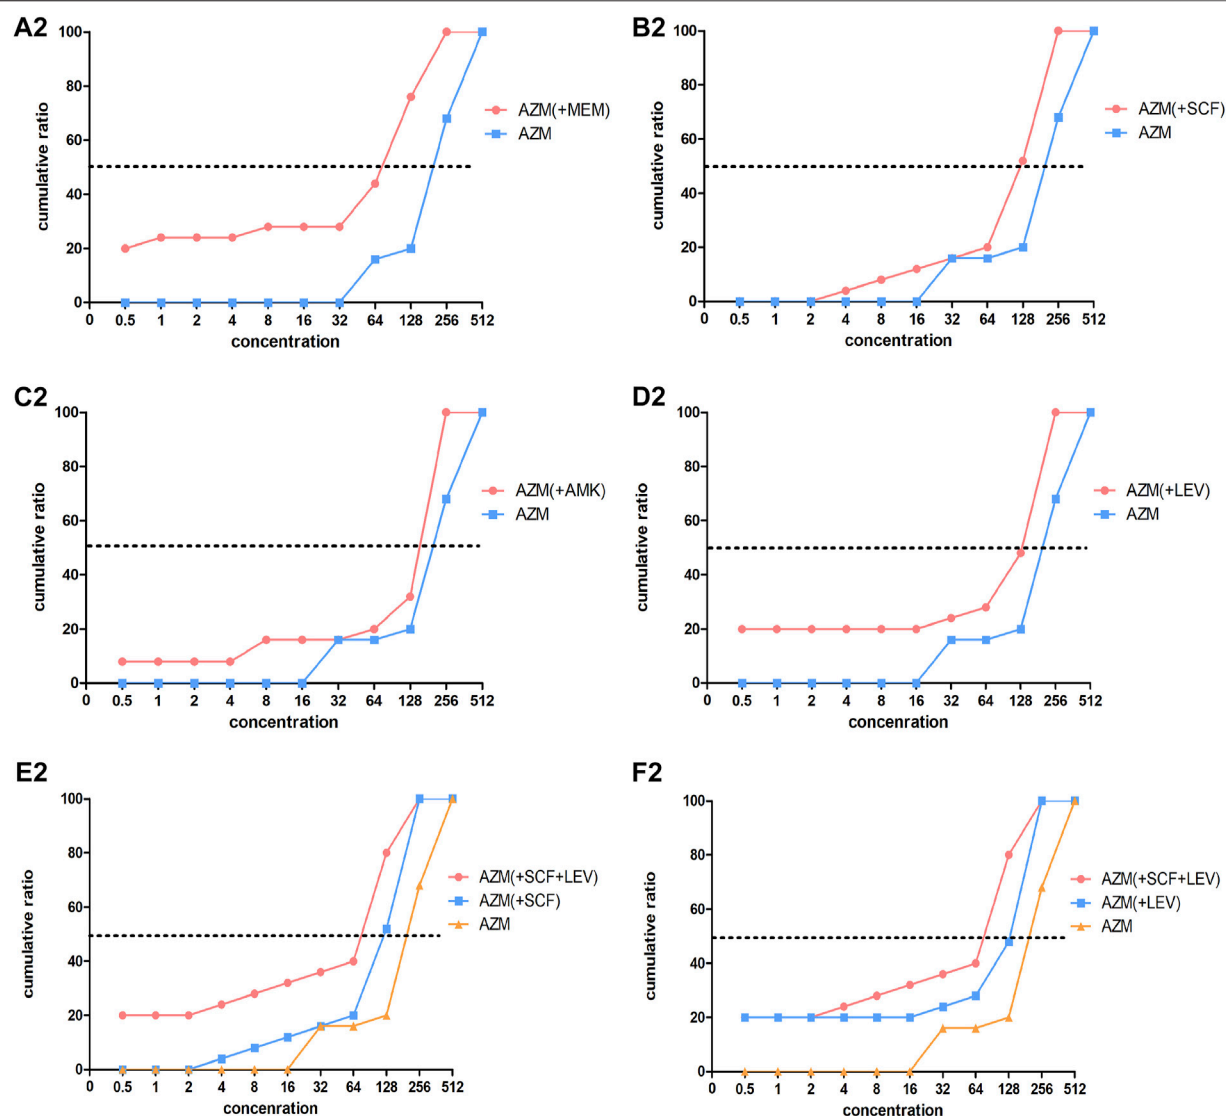 A2
100
80
60
40
20
0
cumulative ratio
0 0.5 1 2 4 8 16 32 64 128 256 512
concentration
AZM(+MEM)
AZM
B2
100
80
60
40
20
0
cumulative ratio
0 0.5 1 2 4 8 16 32 64 128 256 512
concentration
AZM(+SCF)
AZM
C2
100
80
60
40
20
0
cumulative ratio
0 0.5 1 2 4 8 16 32 64 128 256 512
concentration
AZM(+AMK)
AZM
D2
100
80
60
40
20
0
cumulative ratio
0 0.5 1 2 4 8 16 32 64 128 256 512
concenration
AZM(+LEV)
AZM
E2
100
80
60
40
20
0
cumulative ratio
0 0.5 1 2 4 8 16 32 64 128 256 512
concenration
AZM(+SCF+LEV)
AZM(+SCF)
AZM
F2
100
80
60
40
20
0
cumulative ratio
0 0.5 1 2 4 8 16 32 64 128 256 512
concentration
AZM(+SCF+LEV)
AZM(+LEV)
AZM